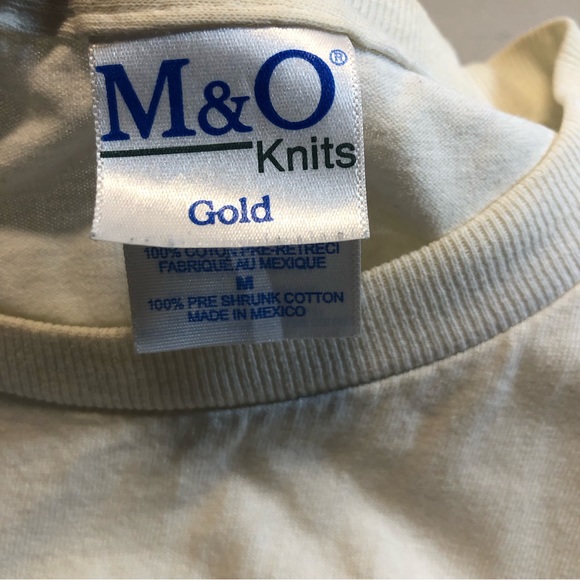 M&O®
Knits
Gold
100% COTON PRE-RETRECI
FABRIQUE AU MEXIQUE
M
100% PRE SHRUNK COTTON
MADE IN MEXICO